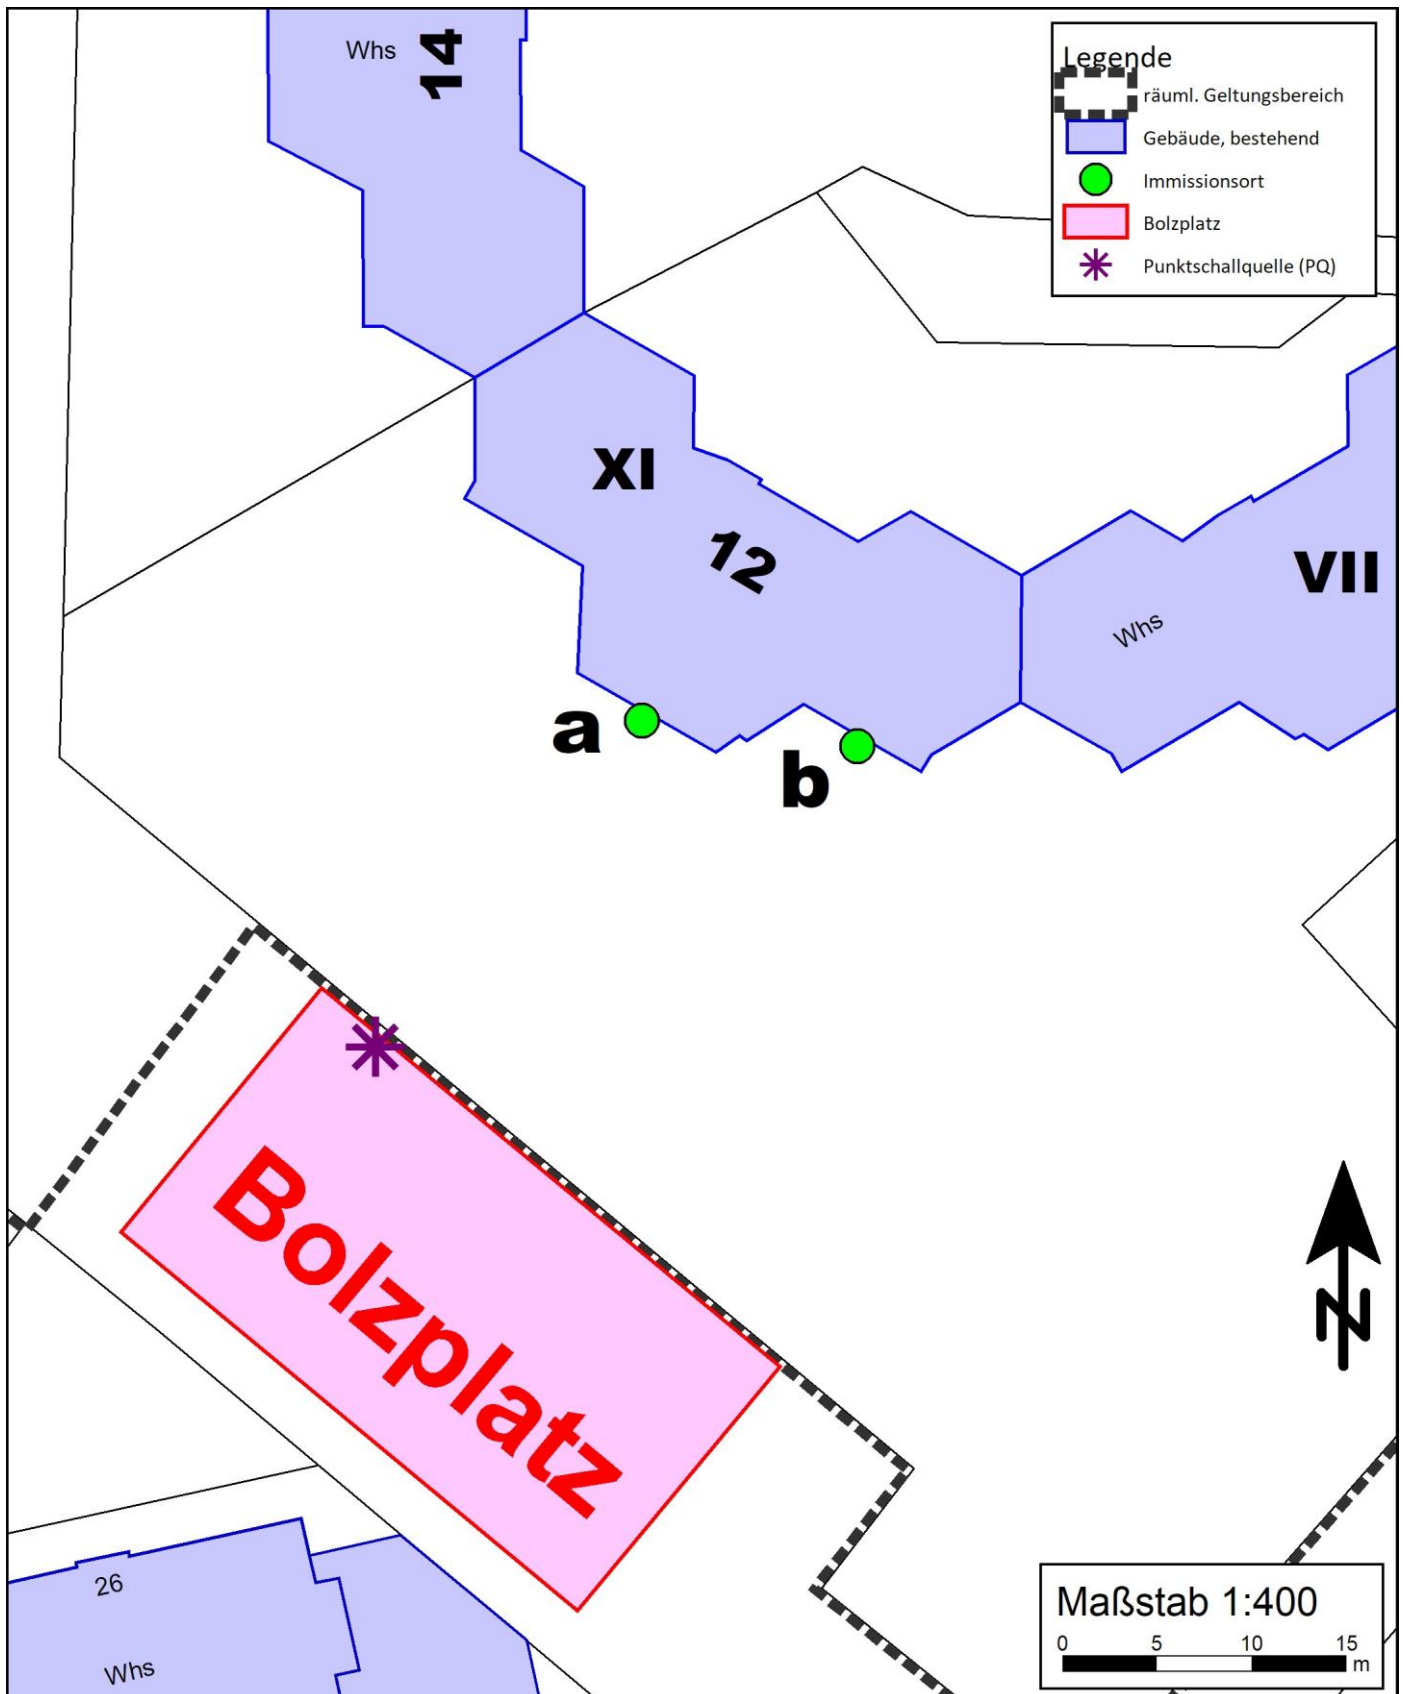 Whs
14
Legende
räuml. Geltungsbereich
Gebäude, bestehend
Immissionsort
Bolzplatz
Punktschallquelle (PQ)
XI
12
VII
Whs
a
b
Bolzplatz
N
26
Whs
Maßstab 1:400
0 5 10 15
m